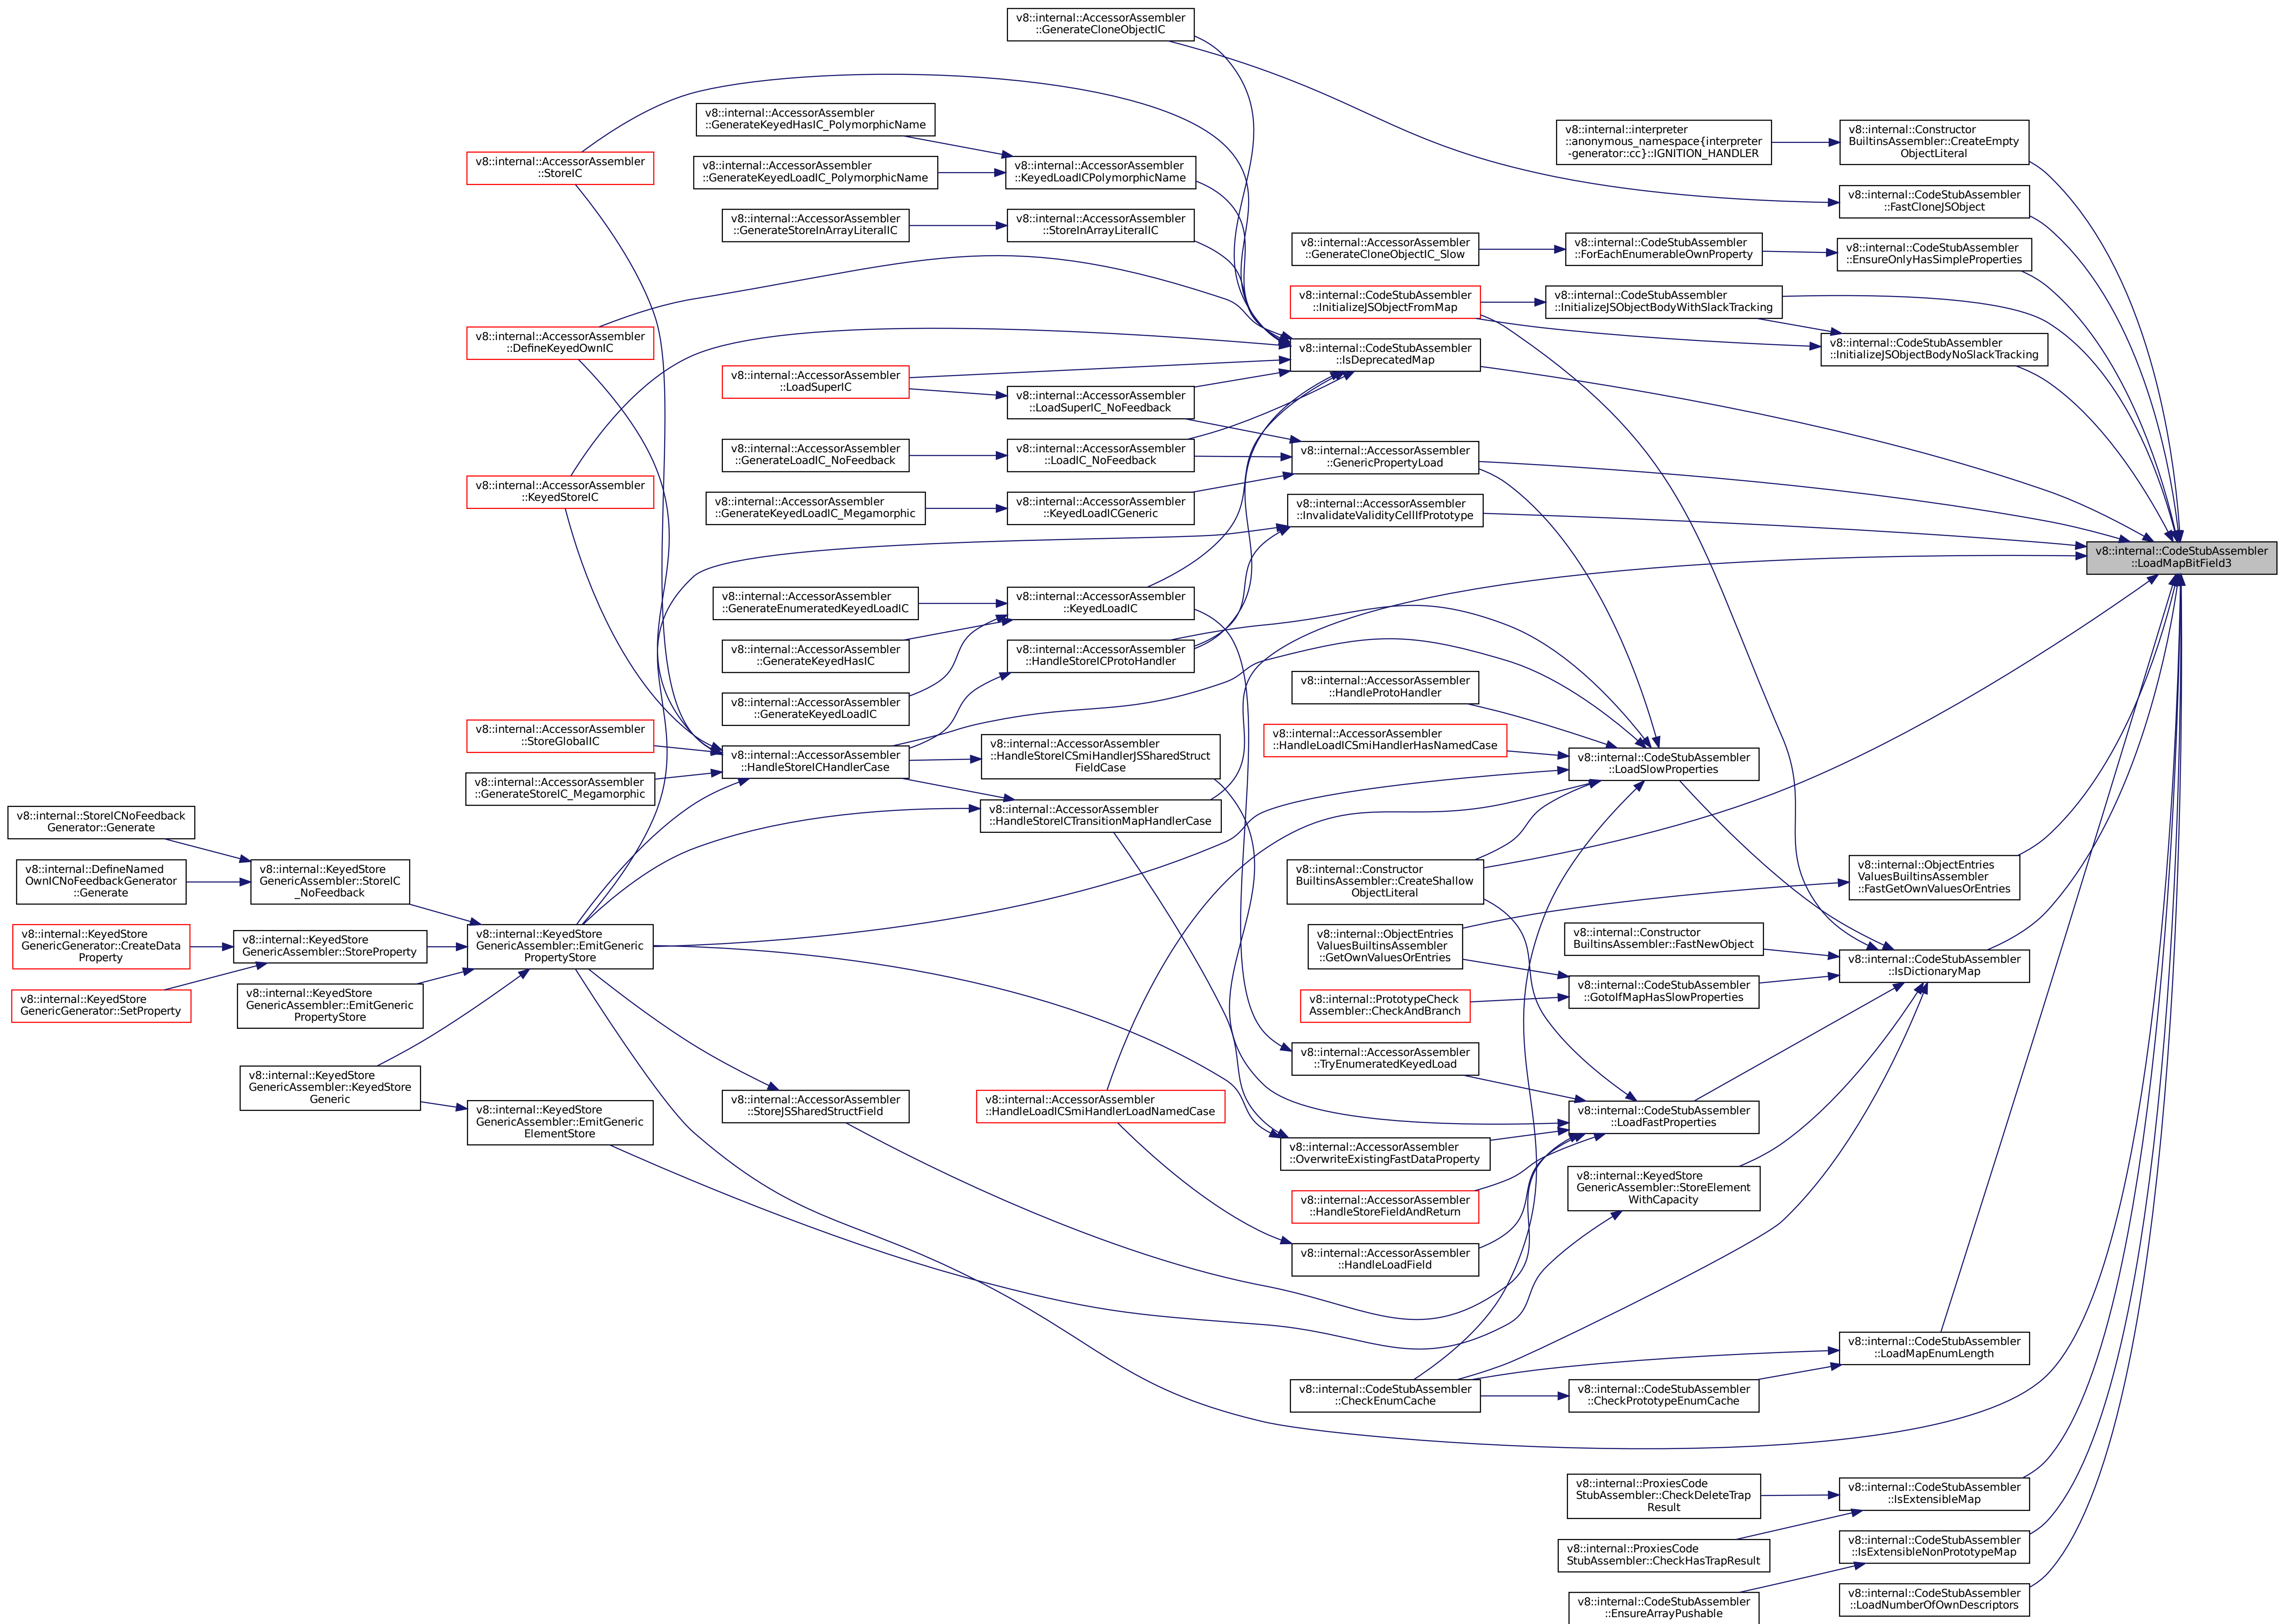 v8::internal::AccessorAssembler
::GenerateCloneObjectIC
v8::internal::AccessorAssembler
::GenerateKeyedHasIC_PolymorphicName
v8::internal::interpreter
::anonymous_namespace{interpreter
-generator::cc}::IGNITION_HANDLER
v8::internal::Constructor
BuiltinsAssembler::CreateEmpty
ObjectLiteral
v8::internal::AccessorAssembler
::StoreIC
v8::internal::AccessorAssembler
::GenerateKeyedLoadIC_PolymorphicName
v8::internal::AccessorAssembler
::KeyedLoadICPolymorphicName
v8::internal::CodeStubAssembler
::FastCloneJSObject
v8::internal::AccessorAssembler
::GenerateStoreInArrayLiteralIC
v8::internal::AccessorAssembler
::StoreInArrayLiteralIC
v8::internal::AccessorAssembler
::GenerateCloneObjectIC_Slow
v8::internal::CodeStubAssembler
::ForEachEnumerableOwnProperty
v8::internal::CodeStubAssembler
::EnsureOnlyHasSimpleProperties
v8::internal::CodeStubAssembler
::InitializeJSObjectFromMap
v8::internal::CodeStubAssembler
::InitializeJSObjectBodyWithSlackTracking
v8::internal::AccessorAssembler
::DefineKeyedOwnIC
v8::internal::CodeStubAssembler
::IsDeprecatedMap
v8::internal::CodeStubAssembler
::InitializeJSObjectBodyNoSlackTracking
v8::internal::AccessorAssembler
::LoadSuperIC
v8::internal::AccessorAssembler
::LoadSuperIC_NoFeedback
v8::internal::AccessorAssembler
::GenerateLoadIC_NoFeedback
v8::internal::AccessorAssembler
::LoadIC_NoFeedback
v8::internal::AccessorAssembler
::GenericPropertyLoad
v8::internal::AccessorAssembler
::KeyedStoreIC
v8::internal::AccessorAssembler
::GenerateKeyedLoadIC_Megamorphic
v8::internal::AccessorAssembler
::KeyedLoadICGeneric
v8::internal::AccessorAssembler
::InvalidateValidityCellIfPrototype
v8::internal::CodeStubAssembler
::LoadMapBitField3
v8::internal::AccessorAssembler
::GenerateEnumeratedKeyedLoadIC
v8::internal::AccessorAssembler
::KeyedLoadIC
v8::internal::AccessorAssembler
::GenerateKeyedHasIC
v8::internal::AccessorAssembler
::HandleStoreICProtoHandler
v8::internal::AccessorAssembler
::GenerateKeyedLoadIC
v8::internal::AccessorAssembler
::HandleProtoHandler
v8::internal::AccessorAssembler
::StoreGlobalIC
v8::internal::AccessorAssembler
::HandleStoreICHandlerCase
v8::internal::AccessorAssembler
::HandleStoreICSmiHandlerJSSharedStruct
FieldCase
v8::internal::AccessorAssembler
::HandleLoadICSmiHandlerHasNamedCase
v8::internal::CodeStubAssembler
::LoadSlowProperties
v8::internal::AccessorAssembler
::GenerateStoreIC_Megamorphic
v8::internal::AccessorAssembler
::HandleStoreICTransitionMapHandlerCase
v8::internal::StoreICNoFeedback
Generator::Generate
v8::internal::DefineNamed
OwnICNoFeedbackGenerator
::Generate
v8::internal::KeyedStore
GenericAssembler::StoreIC
_NoFeedback
v8::internal::Constructor
BuiltinsAssembler::CreateShallow
ObjectLiteral
v8::internal::ObjectEntries
ValuesBuiltinsAssembler
::FastGetOwnValuesOrEntries
v8::internal::KeyedStore
GenericGenerator::CreateData
Property
v8::internal::KeyedStore
GenericAssembler::StoreProperty
v8::internal::KeyedStore
GenericAssembler::EmitGeneric
PropertyStore
v8::internal::ObjectEntries
ValuesBuiltinsAssembler
::GetOwnValuesOrEntries
v8::internal::Constructor
BuiltinsAssembler::FastNewObject
v8::internal::CodeStubAssembler
::IsDictionaryMap
v8::internal::KeyedStore
GenericGenerator::SetProperty
v8::internal::KeyedStore
GenericAssembler::EmitGeneric
PropertyStore
v8::internal::PrototypeCheck
Assembler::CheckAndBranch
v8::internal::CodeStubAssembler
::GotoIfMapHasSlowProperties
v8::internal::KeyedStore
GenericAssembler::KeyedStore
Generic
v8::internal::AccessorAssembler
::TryEnumeratedKeyedLoad
v8::internal::KeyedStore
GenericAssembler::EmitGeneric
ElementStore
v8::internal::AccessorAssembler
::StoreJSSharedStructField
v8::internal::AccessorAssembler
::HandleLoadICSmiHandlerLoadNamedCase
v8::internal::CodeStubAssembler
::LoadFastProperties
v8::internal::AccessorAssembler
::OverwriteExistingFastDataProperty
v8::internal::AccessorAssembler
::HandleStoreFieldAndReturn
v8::internal::KeyedStore
GenericAssembler::StoreElement
WithCapacity
v8::internal::AccessorAssembler
::HandleLoadField
v8::internal::CodeStubAssembler
::LoadMapEnumLength
v8::internal::CodeStubAssembler
::CheckEnumCache
v8::internal::CodeStubAssembler
::CheckPrototypeEnumCache
v8::internal::ProxiesCode
StubAssembler::CheckDeleteTrap
Result
v8::internal::CodeStubAssembler
::IsExtensibleMap
v8::internal::ProxiesCode
StubAssembler::CheckHasTrapResult
v8::internal::CodeStubAssembler
::IsExtensibleNonPrototypeMap
v8::internal::CodeStubAssembler
::EnsureArrayPushable
v8::internal::CodeStubAssembler
::LoadNumberOfOwnDescriptors